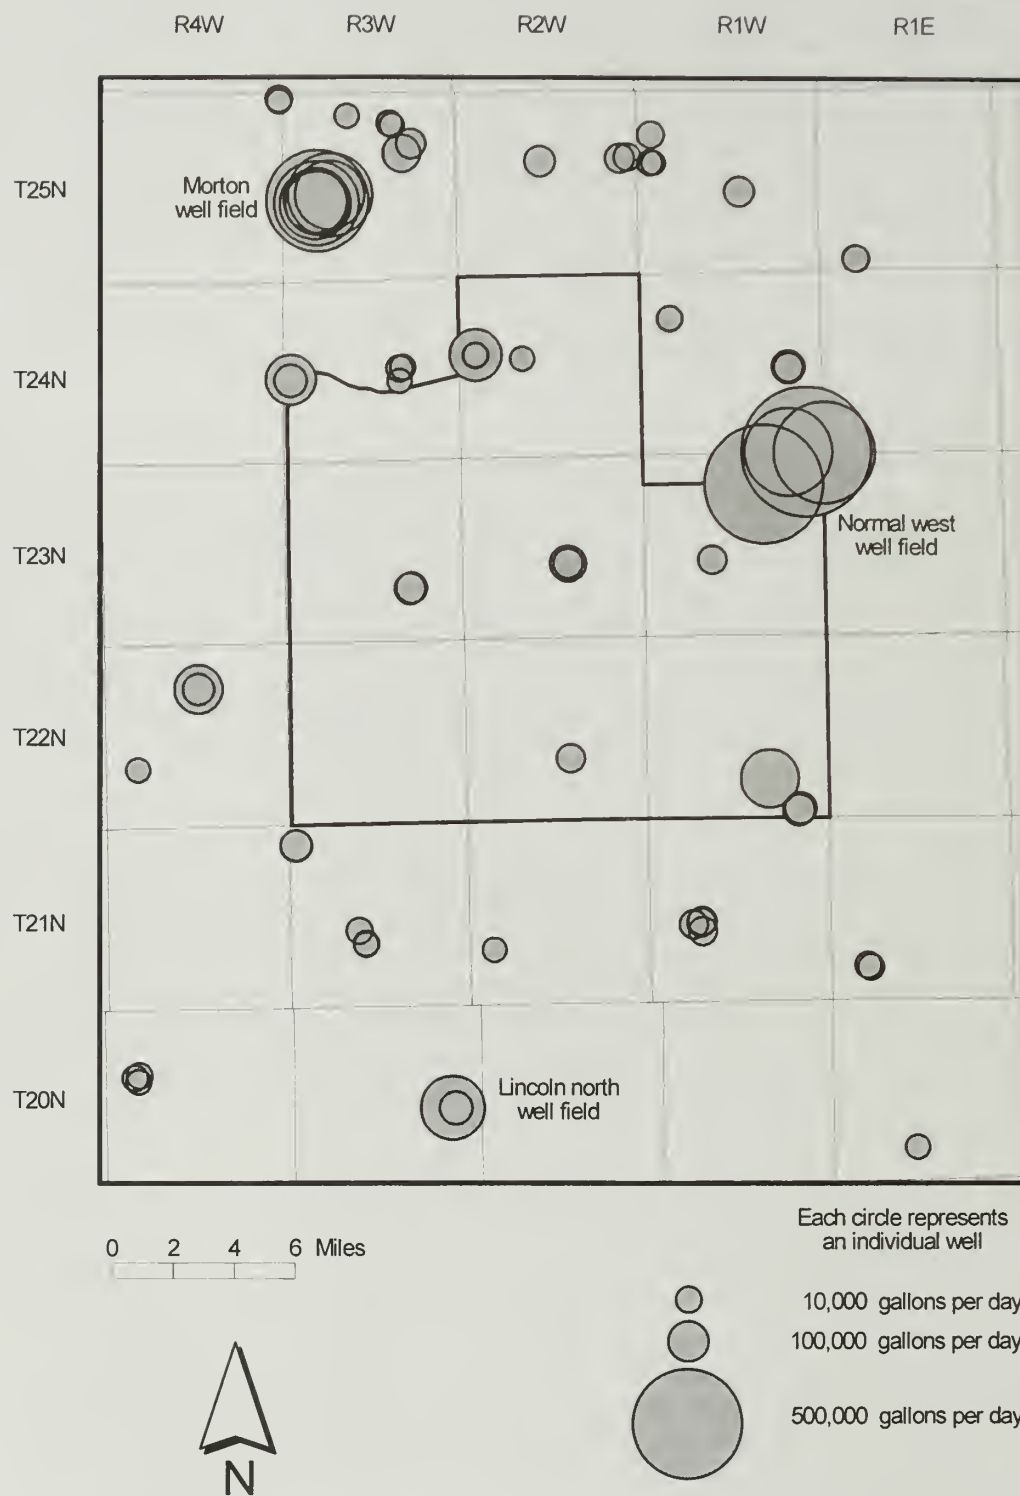 R4W R3W R2W R1W R1E
T25N
Morton
well field
T24N
Normal west
well field
T23N
T22N
T21N
T20N
Lincoln north
well field
0 2 4 6 Miles
Each circle represents
an individual well
10,000 gallons per day
100,000 gallons per day
500,000 gallons per day
N